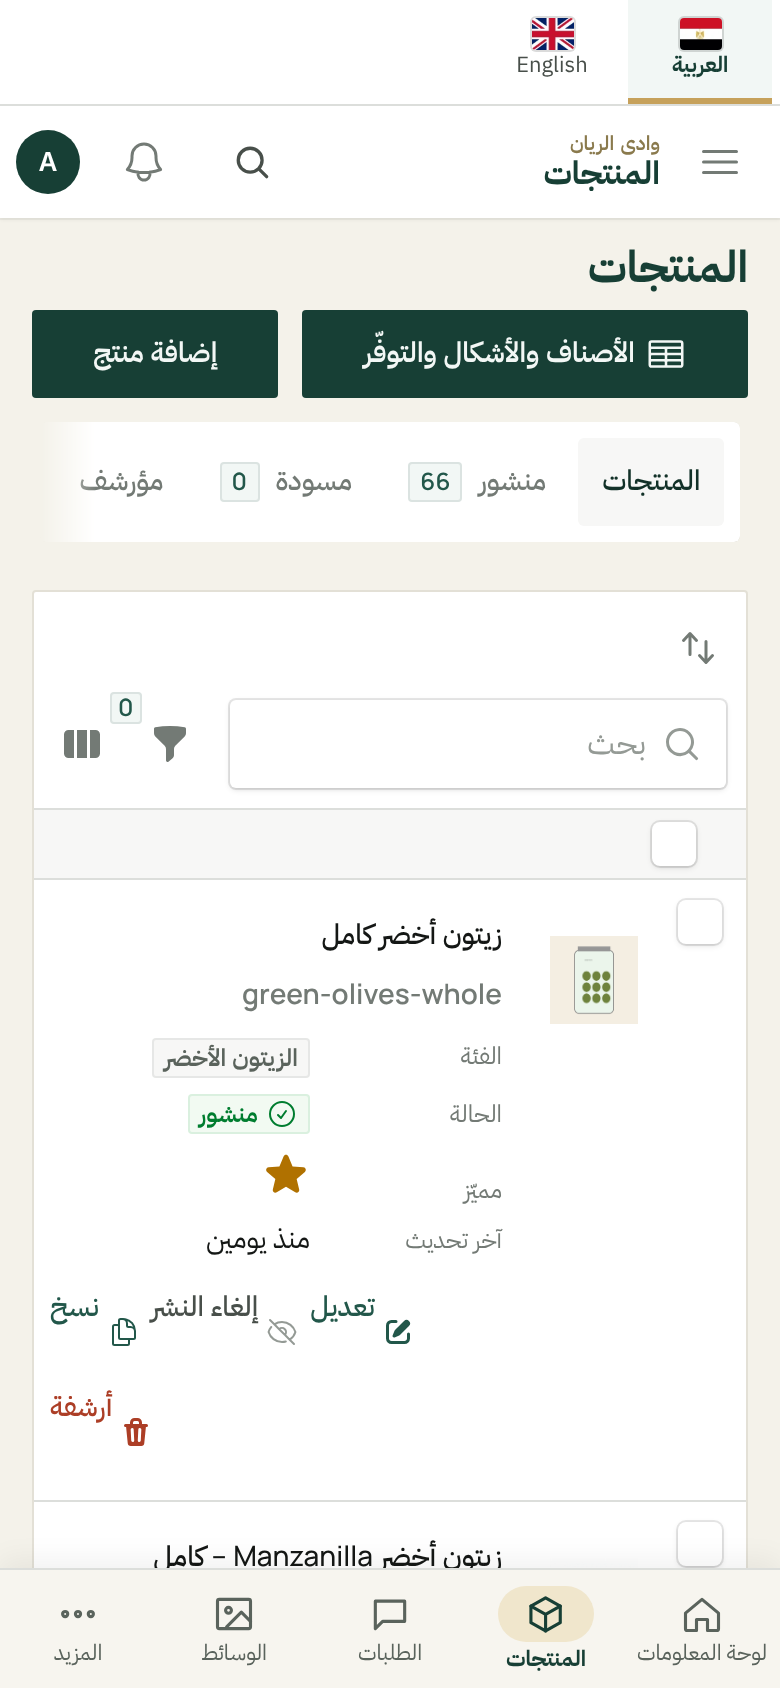 العربية
English
وادى الريان
المنتجات
A
المنتجات
الأصناف والأشكال والتوفّر
إضافة منتج
المنتجات
منشور 66
مسودة 0
مؤرشف
بحث
0
زيتون أخضر كامل
green-olives-whole
الفئة الزيتون الأخضر
الحالة منشور
مميّز
آخر تحديث منذ يومين
تعديل إلغاء النشر نسخ
أرشفة
زيتون أخضر Manzanilla – كامل
لوحة المعلومات
المنتجات
الطلبات
الوسائط
المزيد